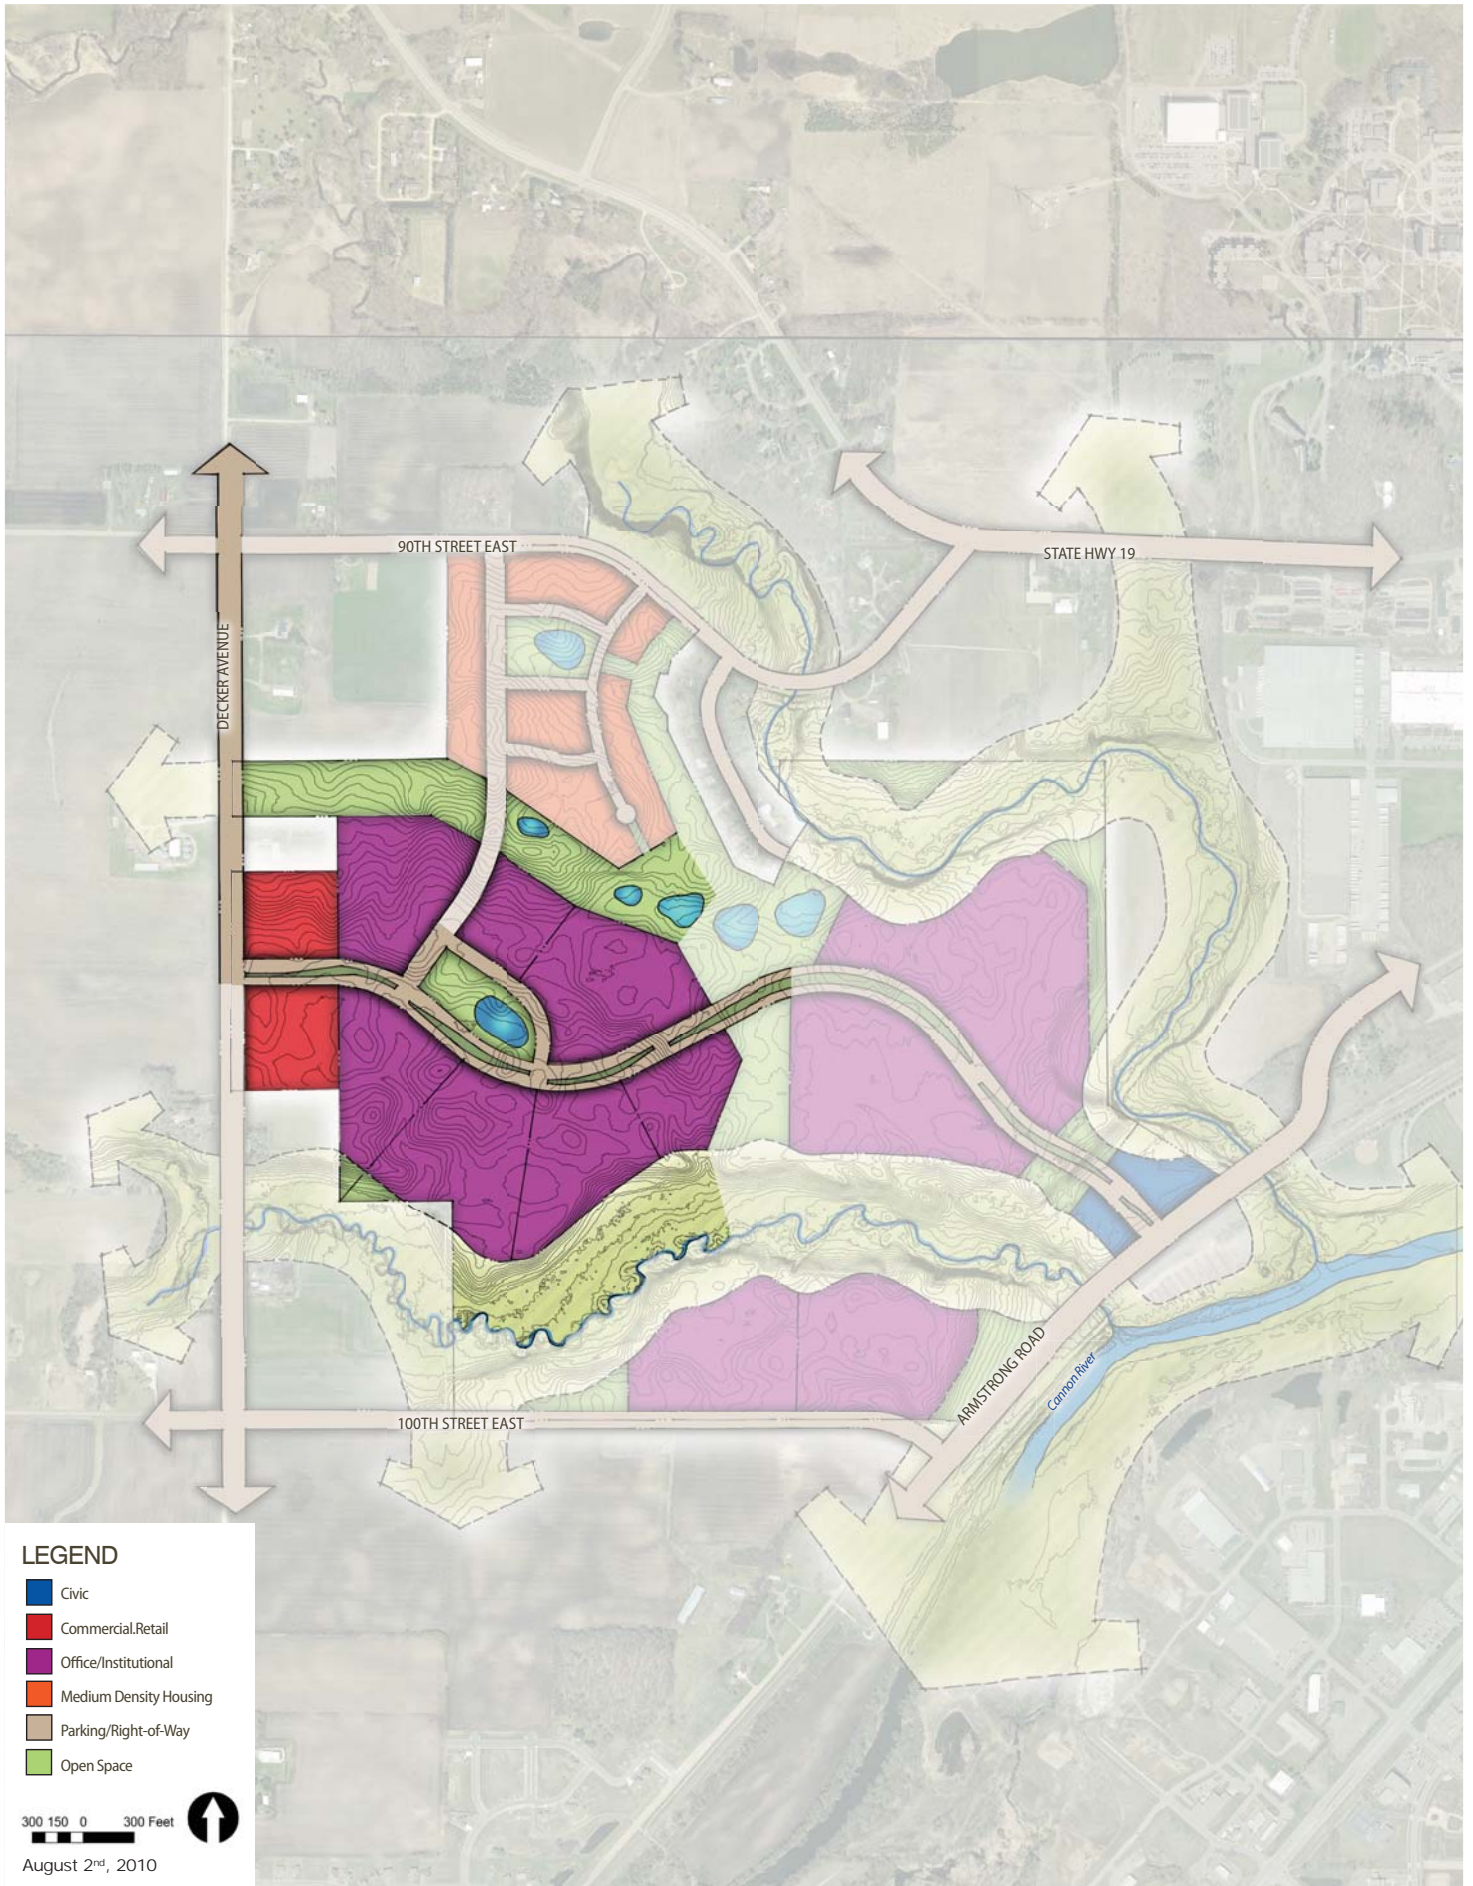 90TH STREET EAST
STATE HWY 19
DECKER AVENUE
ARMSTRONG ROAD
Cannon River
100TH STREET EAST
LEGEND
Civic
Commercial.Retail
Office/Institutional
Medium Density Housing
Parking/Right-of-Way
Open Space
300 150 0 300 Feet
August 2nd, 2010